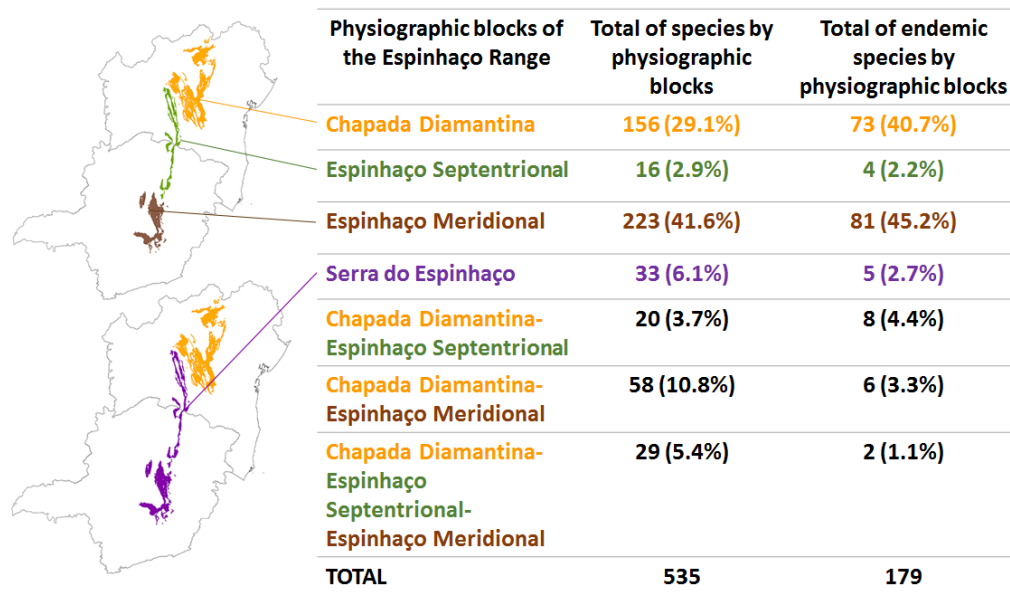 Physiographic blocks of Total of species by Total of endemic
the Espinhaço Range physiographic species by
blocks physiographic blocks
Chapada Diamantina 156 (29.1%) 73 (40.7%)
Espinhaço Septentrional 16 (2.9%) 4 (2.2%)
Espinhaço Meridional 223 (41.6%) 81 (45.2%)
Serra do Espinhaço 33 (6.1%) 5 (2.7%)
Chapada Diamantina- 20 (3.7%) 8 (4.4%)
Espinhaço Septentrional
Chapada Diamantina- 58 (10.8%) 6 (3.3%)
Espinhaço Meridional
Chapada Diamantina- 29 (5.4%) 2 (1.1%)
Espinhaço
Septentrional-
Espinhaço Meridional
TOTAL 535 179